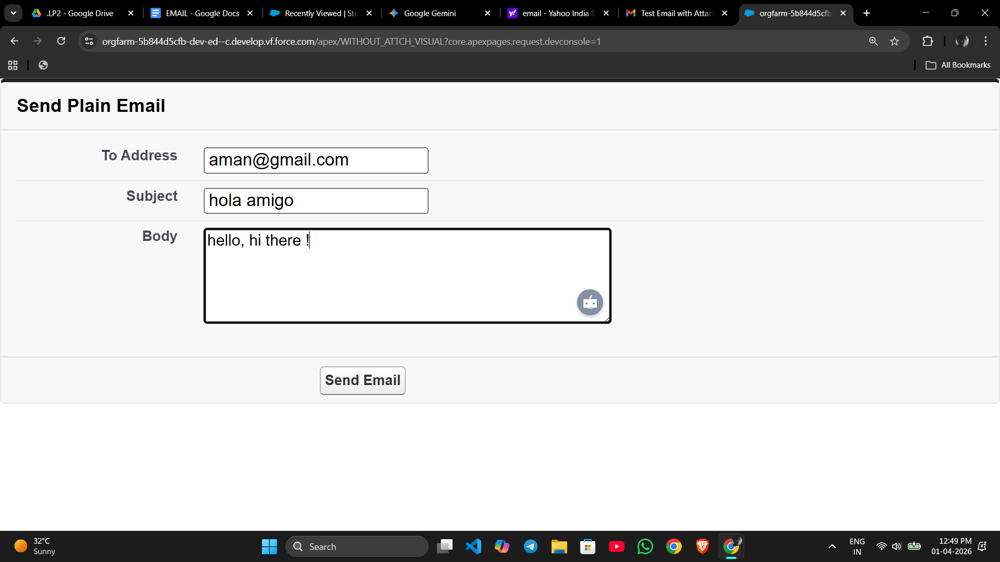 .LP2 - Google Drive
EMAIL - Google Docs
Recently Viewed | Stu
Google Gemini
email - Yahoo India S
Test Email with Attac
orgfarm-5b844d5cfb
orgfarm-5b844d5cfb-dev-ed--c.develop.vf.force.com/apex/WITHOUT_ATTCH_VISUAL?core.apexpages.request.devconsole=1
All Bookmarks
Send Plain Email
To Address
aman@gmail.com
Subject
hola amigo
Body
hello, hi there !
Send Email
32°C
Sunny
Search
ENG
IN
12:49 PM
01-04-2026